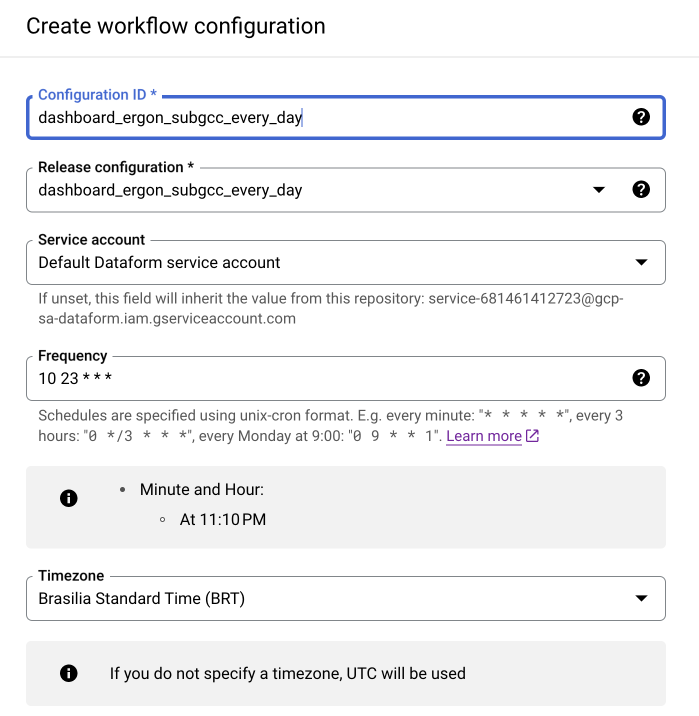 Create workflow configuration
Configuration ID *
dashboard_ergon_subgcc_every_day
Release configuration *
dashboard_ergon_subgcc_every_day
Service account
Default Dataform service account
If unset, this field will inherit the value from this repository: service-681461412723@gcp-
sa-dataform.iam.gserviceaccount.com
Frequency
10 23 * * *
Schedules are specified using unix-cron format. E.g. every minute: "* * * * *", every 3
hours: "0 */3 * * *", every Monday at 9:00: "0 9 * * 1". Learn more
Minute and Hour:
At 11:10 PM
Timezone
Brasilia Standard Time (BRT)
If you do not specify a timezone, UTC will be used